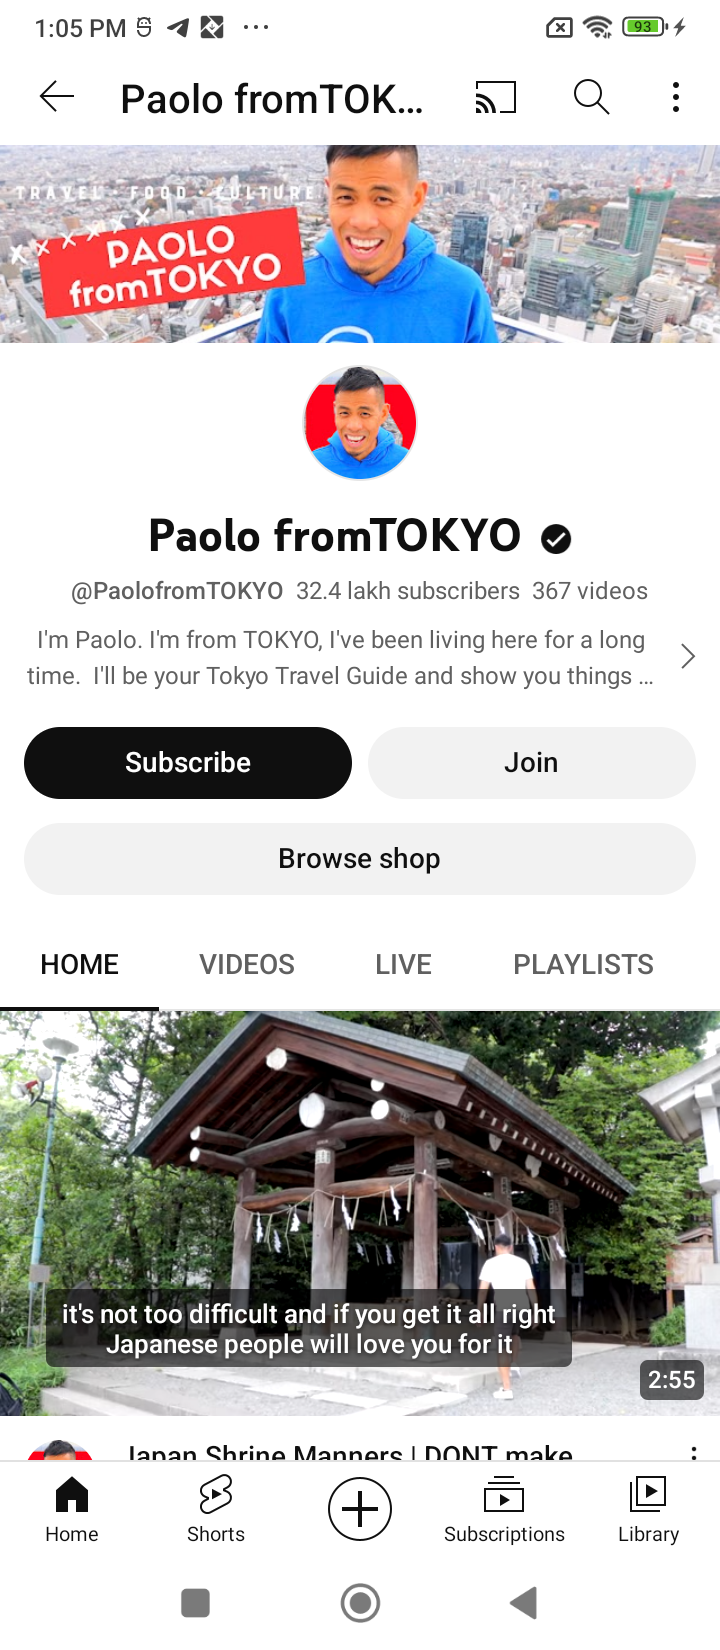 1:05 PM
93
Paolo fromTOK...
TRAVEL · FOOD · CULTURE
PAOLO
fromTOKYO
Paolo fromTOKYO
@PaolofromTOKYO 32.4 lakh subscribers 367 videos
I'm Paolo. I'm from TOKYO, I've been living here for a long
time. I'll be your Tokyo Travel Guide and show you things ...
Subscribe
Join
Browse shop
HOME
VIDEOS
LIVE
PLAYLISTS
it's not too difficult and if you get it all right
Japanese people will love you for it
2:55
Japan Shrine Manners | DONT make
Home
Shorts
Subscriptions
Library